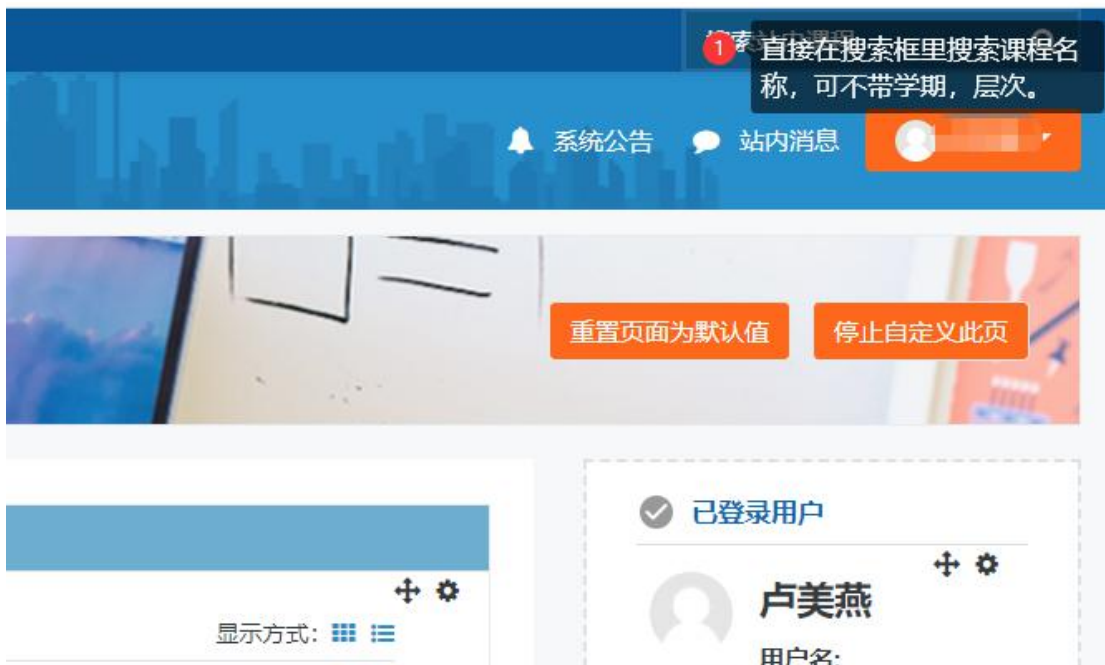 直接在搜索框里搜索课程名
称，可不带学期，层次。
1
系统公告
站内消息
重置页面为默认值
停止自定义此页
已登录用户
卢美燕
显示方式：
用户名: